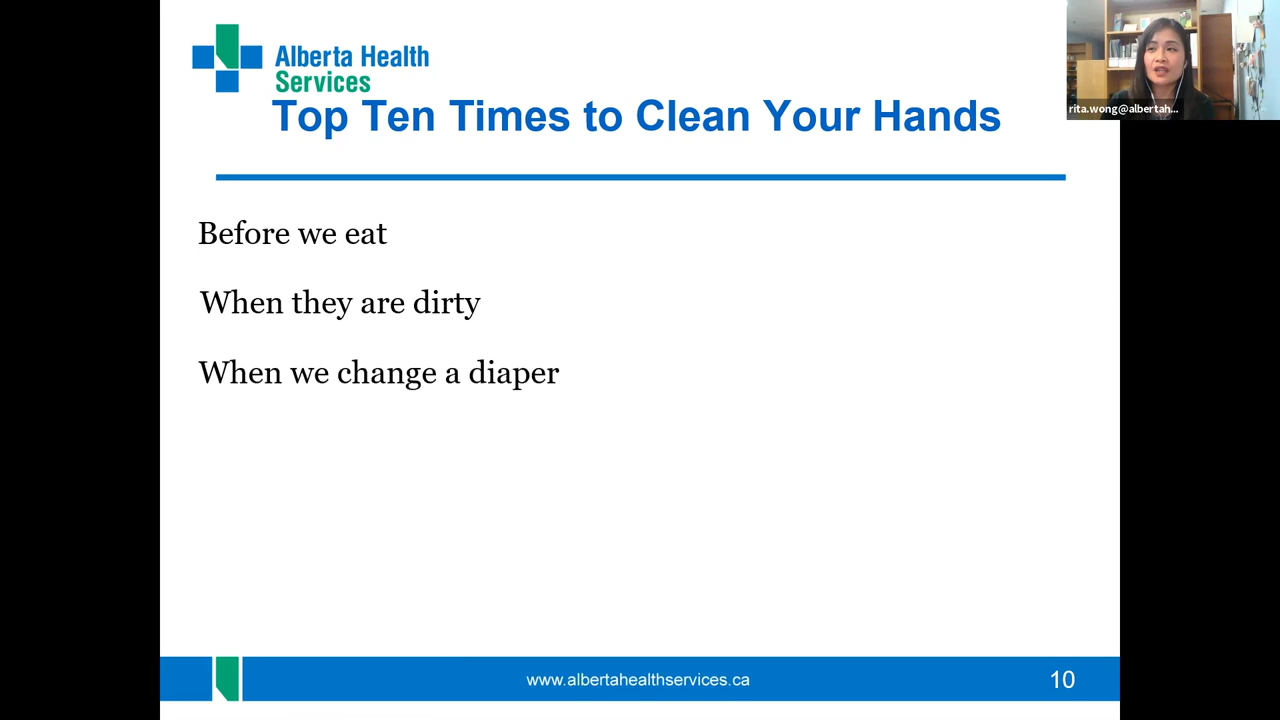 Alberta Health
Services
Top Ten Times to Clean Your Hands
rita.wong@albertah...
Before we eat
When they are dirty
When we change a diaper
www.albertahealthservices.ca
10